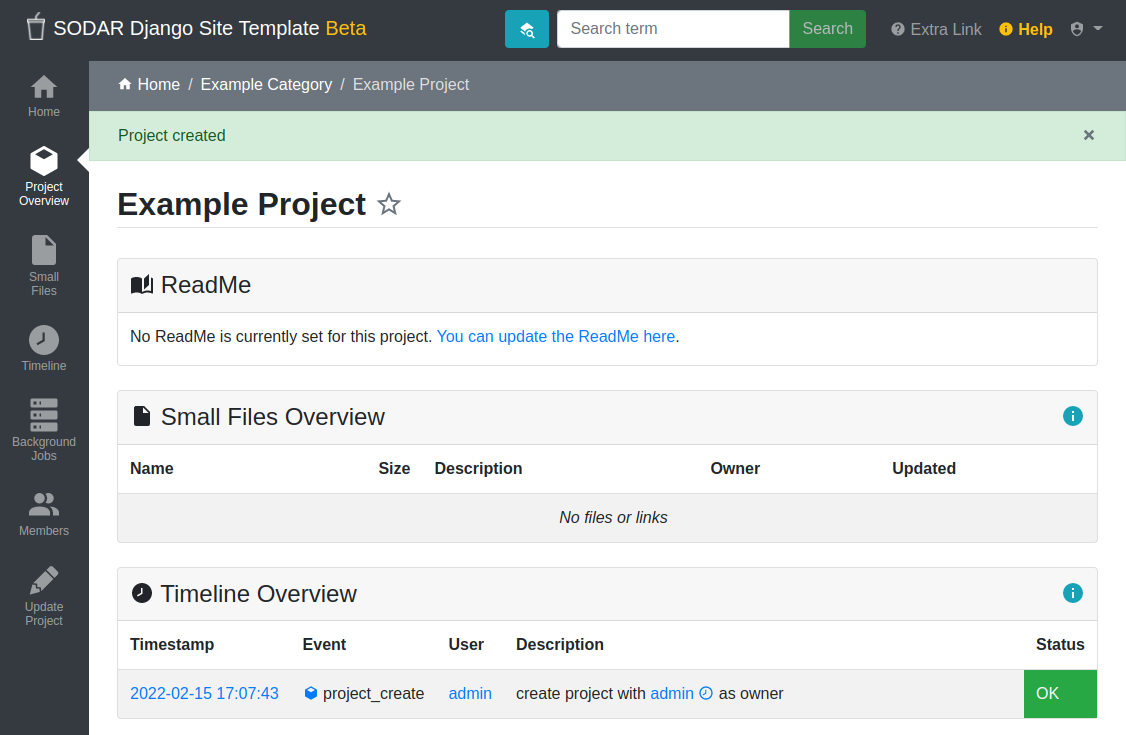 SODAR Django Site Template Beta
Search term
Search
Extra Link
Help
Home / Example Category / Example Project
Project created
×
Home
Project
Overview
Small
Files
Timeline
Background
Jobs
Members
Update
Project
Example Project
ReadMe
No ReadMe is currently set for this project. You can update the ReadMe here.
Small Files Overview
Name Size Description Owner Updated
No files or links
Timeline Overview
Timestamp Event User Description Status
2022-02-15 17:07:43 project_create admin create project with admin as owner OK